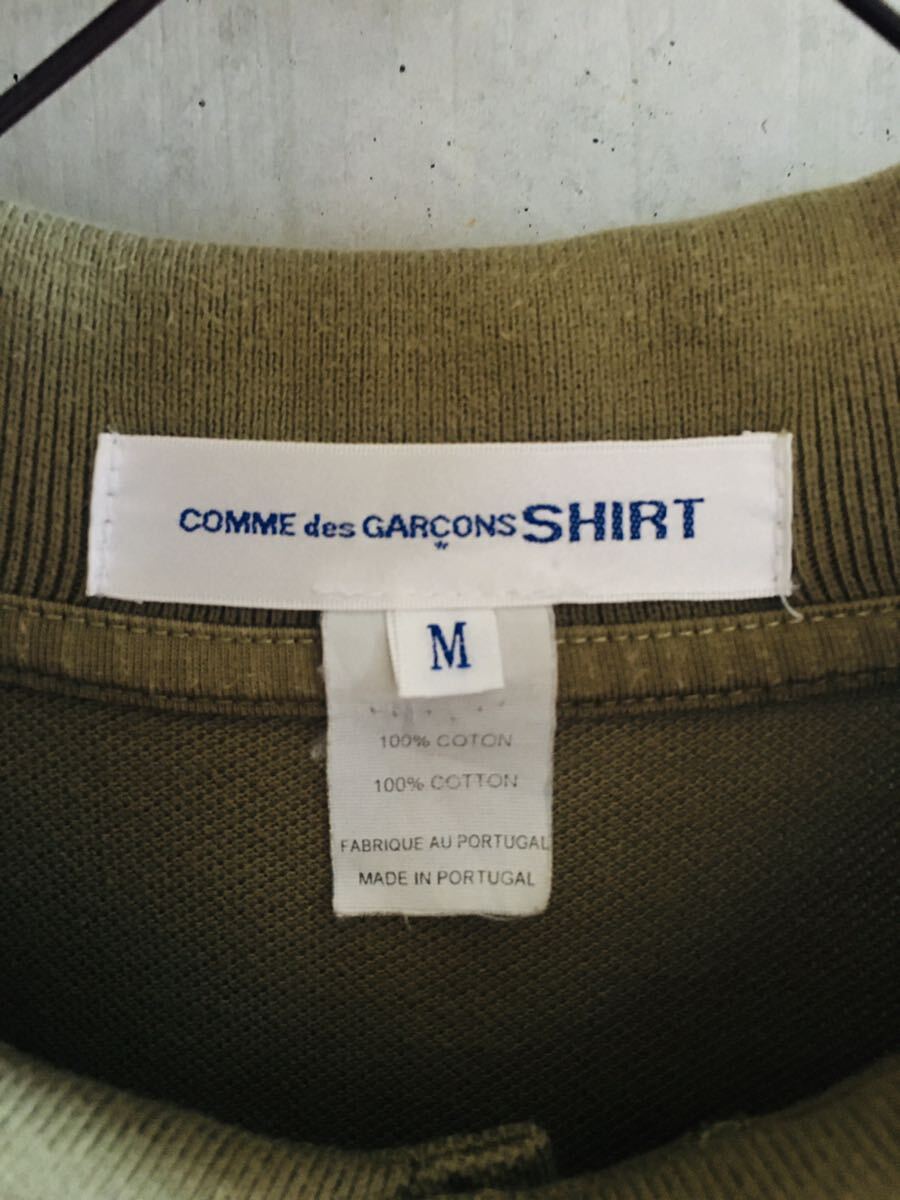 COMME des GARÇONS SHIRT
M
100% COTON
100% COTTON
FABRIQUE AU PORTUGAL
MADE IN PORTUGAL